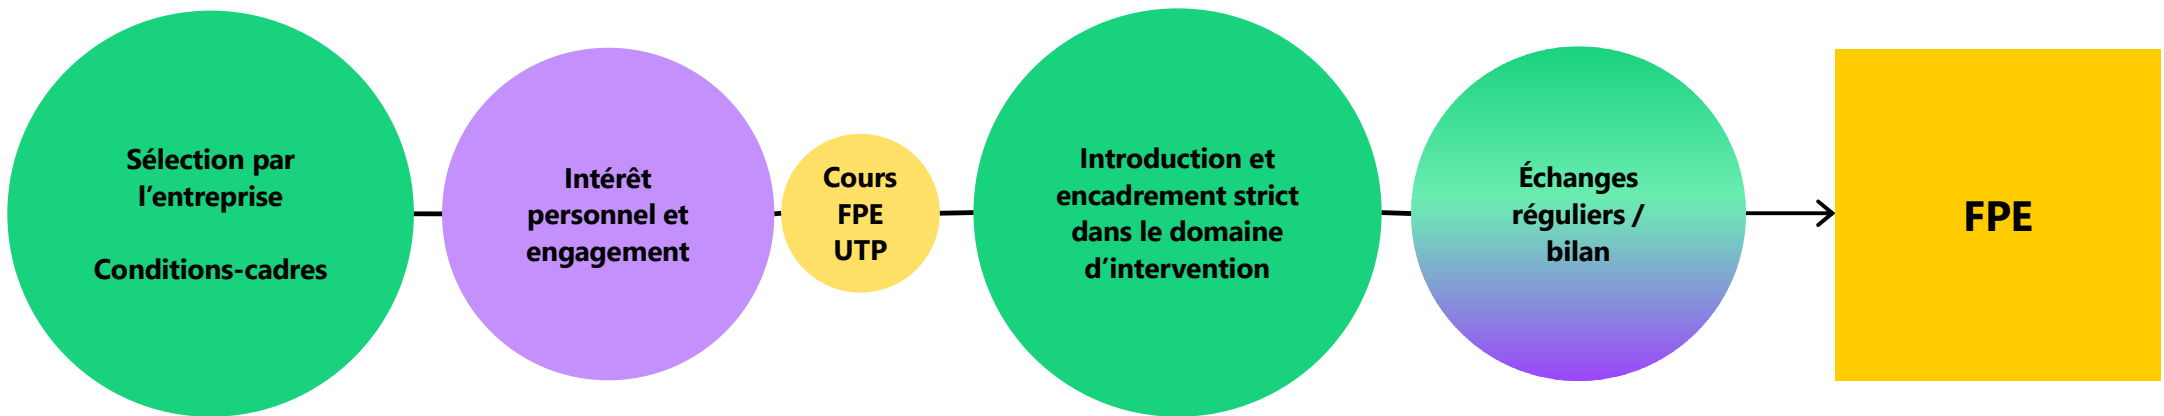 Sélection par
l’entreprise
Conditions-cadres
Intérêt
personnel et
engagement
Cours
FPE
UTP
Introduction et
encadrement strict
dans le domaine
d’intervention
Échanges
réguliers /
bilan
FPE